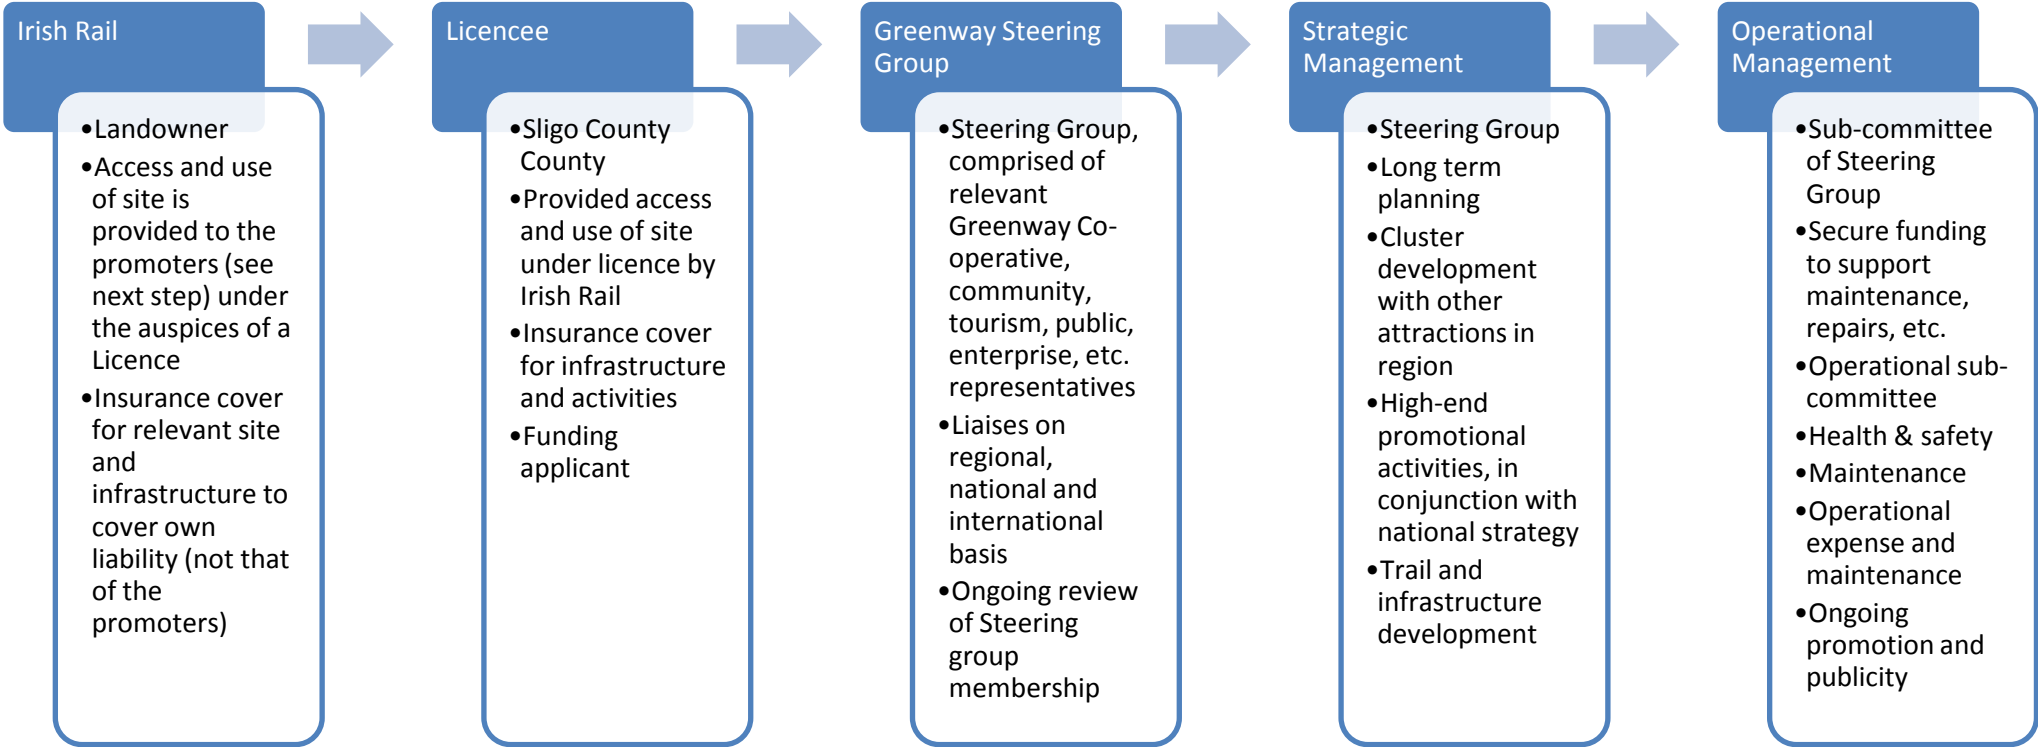 Irish Rail
•Landowner
•Access and use
of site is
provided to the
promoters (see
next step) under
the auspices of a
Licence
•Insurance cover
for relevant site
and
infrastructure to
cover own
liability (not that
of the
promoters)
Licencee
•Sligo County
County
•Provided access
and use of site
under licence by
Irish Rail
•Insurance cover
for infrastructure
and activities
•Funding
applicant
Greenway Steering
Group
•Steering Group,
comprised of
relevant
Greenway Co-
operative,
community,
tourism, public,
enterprise, etc.
representatives
•Liaises on
regional,
national and
international
basis
•Ongoing review
of Steering
group
membership
Strategic
Management
•Steering Group
•Long term
planning
•Cluster
development
with other
attractions in
region
•High-end
promotional
activities, in
conjunction with
national strategy
•Trail and
infrastructure
development
Operational
Management
•Sub-committee
of Steering
Group
•Secure funding
to support
maintenance,
repairs, etc.
•Operational sub-
committee
•Health & safety
•Maintenance
•Operational
expense and
maintenance
•Ongoing
promotion and
publicity